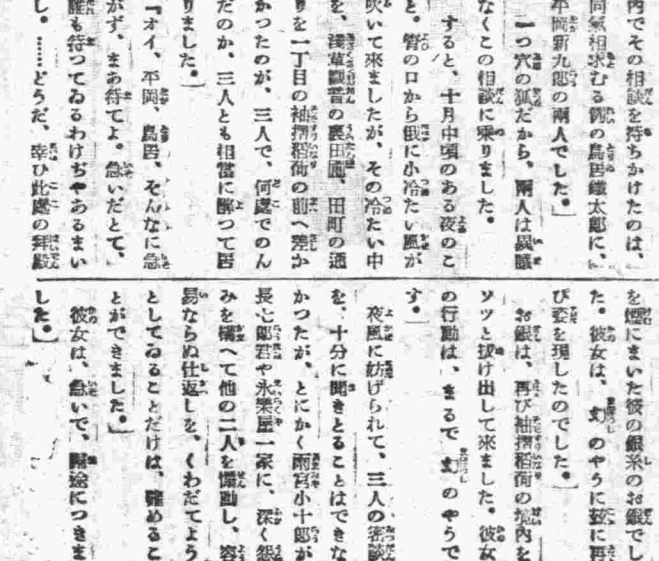 内でその相談を持ちかけたのは、
同氣相求むる例の鳥居鐵太郎に、
平岡新九郎の兩人でした。」
一つ穴の狐だから、兩人は異議
なくこの相談に乘りました。
すると、十月中頃のある夜のこ
と。管の口から俄に小冷たい風が
吹いて來ましたが、その冷たい中
を、淺草觀音の裏田圃、田町の通
りを一丁目の袖摺稻荷の前へ差か
かつたのが、三人で、何處でのん
だのか、三人とも相當に醉つて居
りました。」
『オイ、平岡、鳥居、そんなに急
がず、まあ待てよ。急いだとて、
誰も待つてゐるわけぢやあるまい
し。……どうだ、幸ひ此處の拜殿
を煙にまいた彼の銀糸のお銀でし
た。彼女は、幻のやうに茲に再
び姿を現したのでした。」
お銀は、再び袖摺稻荷の境内を
ソツと拔け出して來ました。彼女
の行動は、まるで幻のやうで
す。」
夜風に妨げられて、三人の密談
を、十分に聞きとることはできな
かつたが、とにかく雨宮小十郎が
長七郎君や永樂屋一家に、深く怨
みを構へて他の二人を煽動し、容
易ならぬ仕返しを、くわだてよう
としてゐることだけは、確めるこ
とができました。」
彼女は、急いで、歸途につきま
した。」